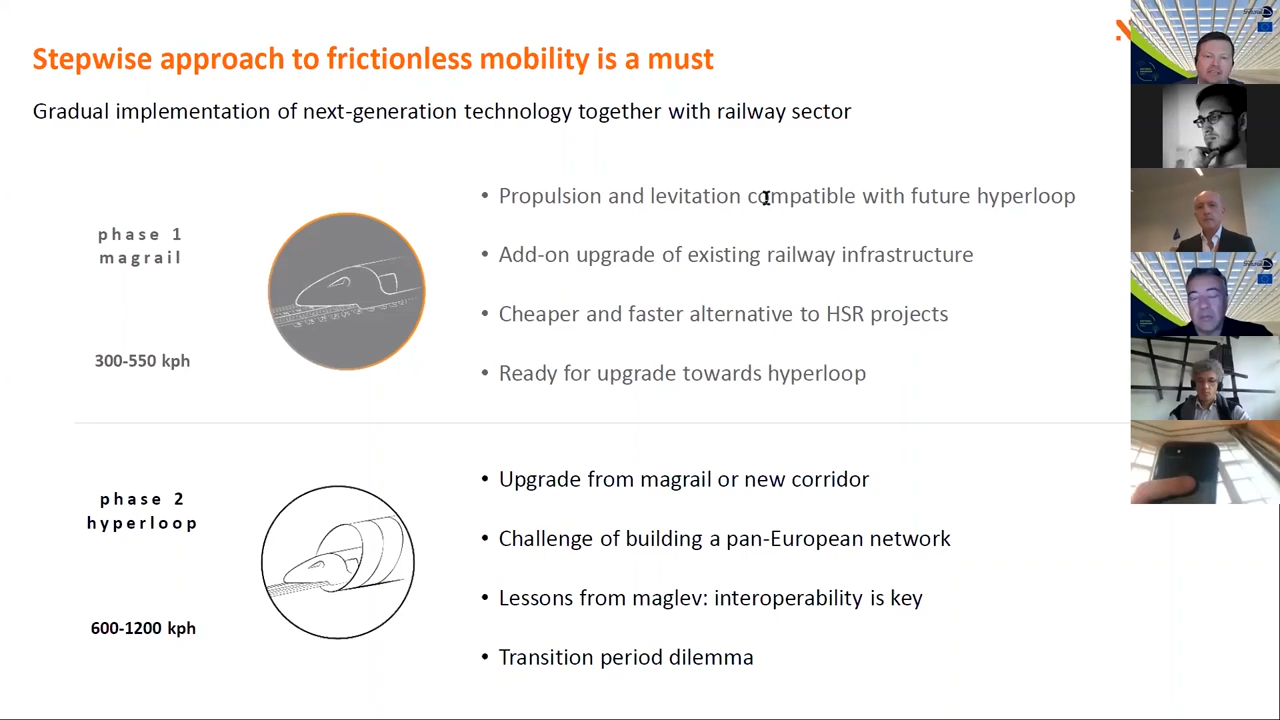 Stepwise approach to frictionless mobility is a must
Gradual implementation of next-generation technology together with railway sector
phase 1
magrail
300-550 kph
• Propulsion and levitation compatible with future hyperloop
• Add-on upgrade of existing railway infrastructure
• Cheaper and faster alternative to HSR projects
• Ready for upgrade towards hyperloop
phase 2
hyperloop
600-1200 kph
• Upgrade from magrail or new corridor
• Challenge of building a pan-European network
• Lessons from maglev: interoperability is key
• Transition period dilemma